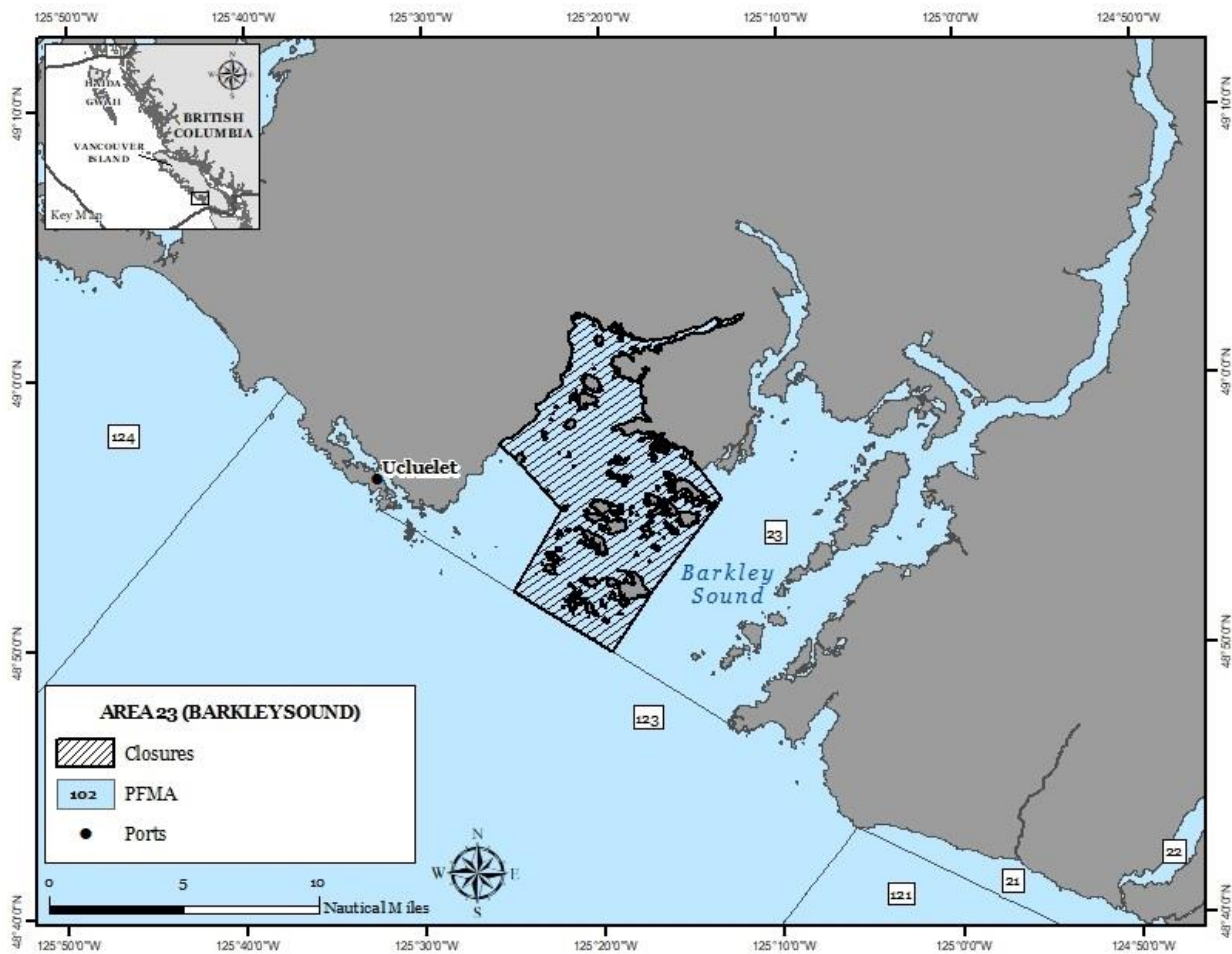 125°50'0"W 125°40'0"W 125°30'0"W 125°20'0"W 125°10'0"W 125°0'0"W 124°50'0"W
N
W E
S
HAIDA
GWAII
BRITISH
COLUMBIA
VANCOUVER
ISLAND
Key Map
49°10'0"N
49°10'0"N
49°0'0"N
49°0'0"N
124
Ucluelet
23
Barkley
Sound
48°50'0"N
48°50'0"N
123
AREA 23 (BARKLEY SOUND)
Closures
102 PFMA
Ports
N
W E
S
22
21
121
0 5 10
Nautical Miles
48°40'0"N
48°40'0"N
125°50'0"W 125°40'0"W 125°30'0"W 125°20'0"W 125°10'0"W 125°0'0"W 124°50'0"W